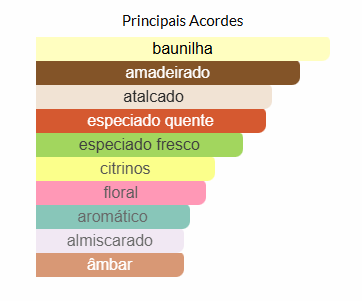 Principais Acordes
baunilha
amadeirado
atalcado
especiado quente
especiado fresco
citrinos
floral
aromático
almiscarado
âmbar